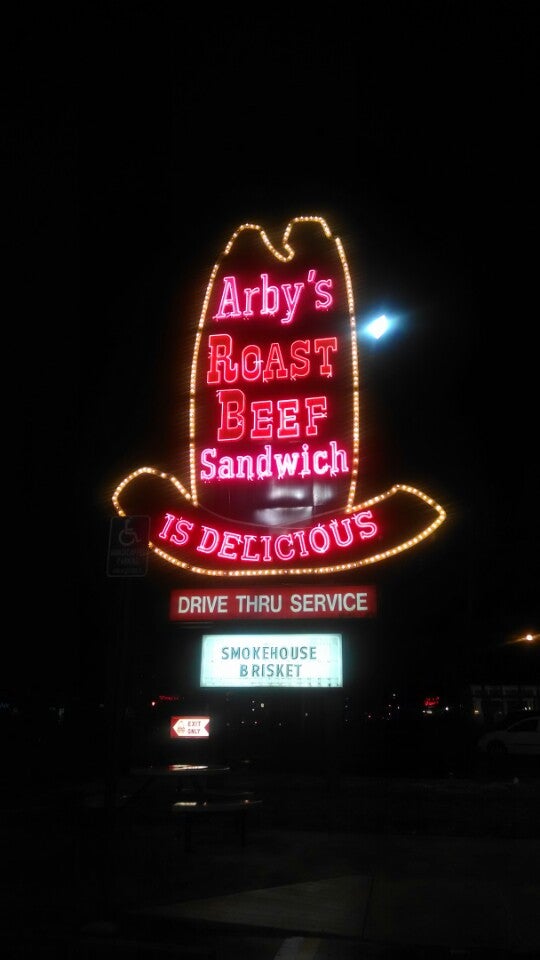 Arby's
ROAST
BEEF
Sandwich
IS DELICIOUS
DRIVE THRU SERVICE
SMOKEHOUSE
BRISKET
EXIT
ONLY